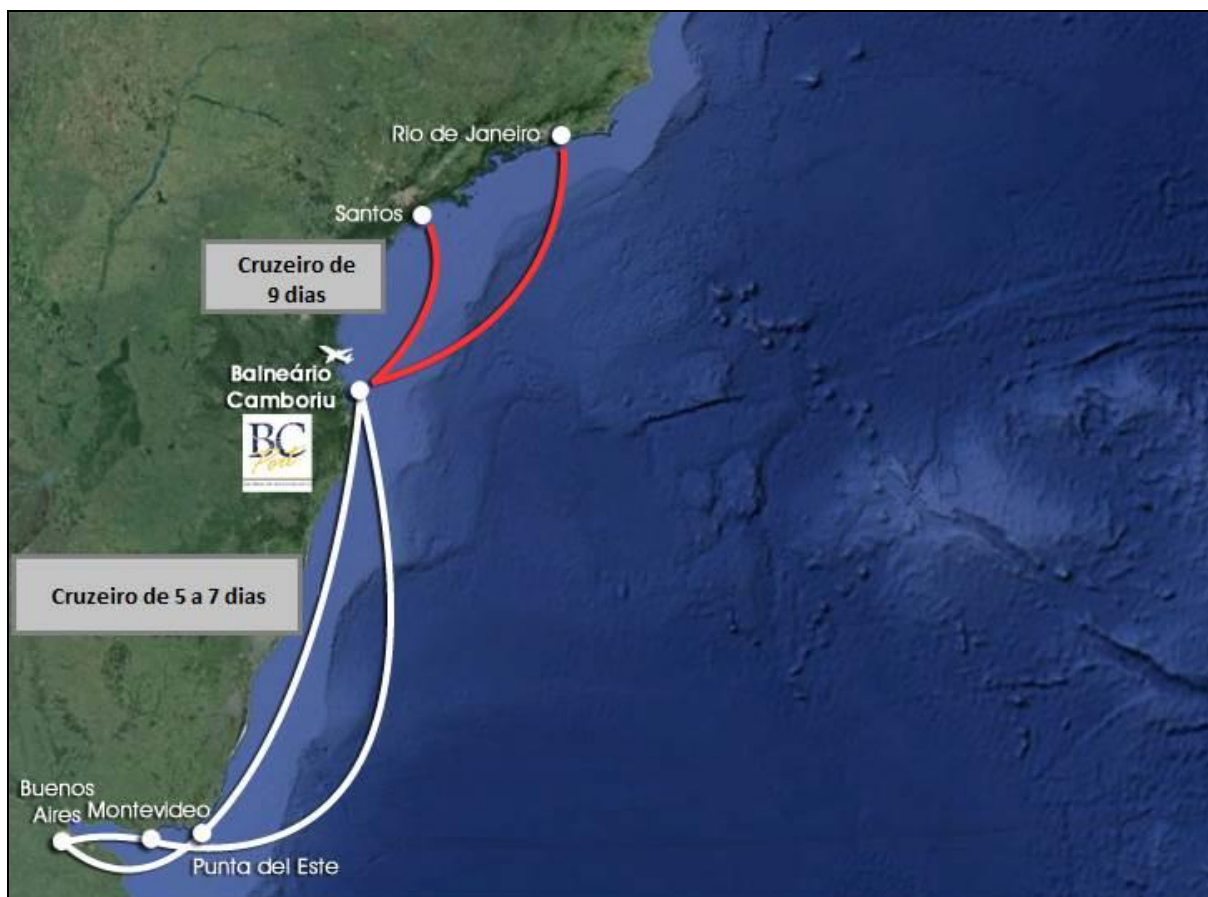 Rio de Janeiro
Santos
Cruzeiro de
9 dias
Balneário
Camboriu
BC
Port
Cruzeiro de 5 a 7 dias
Buenos
Aires
Montevideo
Punta del Este